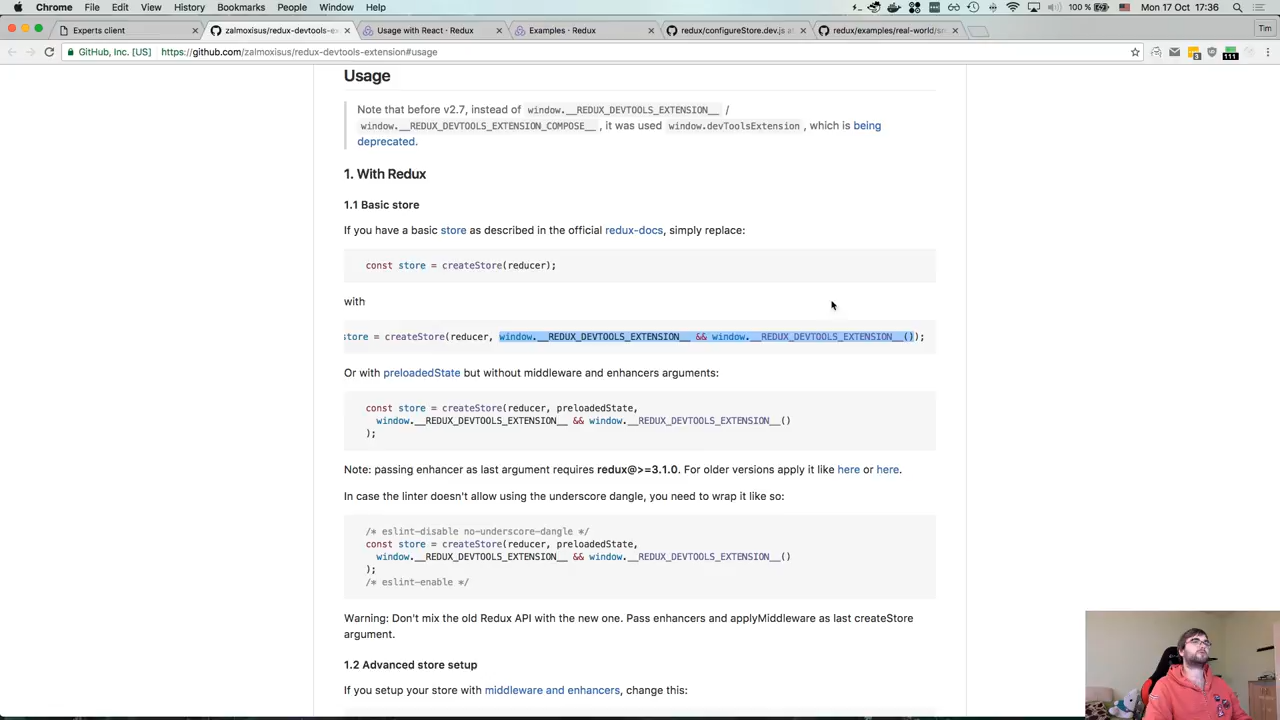 Chrome File Edit View History Bookmarks People Window Help 100 % Mon 17 Oct 17:36
Experts client
zalmoxisus/redux-devtools-ex
Usage with React · Redux
Examples · Redux
redux/configureStore.dev.js at
redux/examples/real-world/src
Tim
GitHub, Inc. [US] https://github.com/zalmoxisus/redux-devtools-extension#usage
3 111
Usage
Note that before v2.7, instead of window.__REDUX_DEVTOOLS_EXTENSION__ /
window.__REDUX_DEVTOOLS_EXTENSION_COMPOSE__ , it was used window.devToolsExtension , which is being
deprecated.
1. With Redux
1.1 Basic store
If you have a basic store as described in the official redux-docs, simply replace:
const store = createStore(reducer);
with
store = createStore(reducer, window.__REDUX_DEVTOOLS_EXTENSION__ && window.__REDUX_DEVTOOLS_EXTENSION__());
Or with preloadedState but without middleware and enhancers arguments:
const store = createStore(reducer, preloadedState,
window.__REDUX_DEVTOOLS_EXTENSION__ && window.__REDUX_DEVTOOLS_EXTENSION__()
);
Note: passing enhancer as last argument requires redux@>=3.1.0. For older versions apply it like here or here.
In case the linter doesn't allow using the underscore dangle, you need to wrap it like so:
/* eslint-disable no-underscore-dangle */
const store = createStore(reducer, preloadedState,
window.__REDUX_DEVTOOLS_EXTENSION__ && window.__REDUX_DEVTOOLS_EXTENSION__()
);
/* eslint-enable */
Warning: Don't mix the old Redux API with the new one. Pass enhancers and applyMiddleware as last createStore
argument.
1.2 Advanced store setup
If you setup your store with middleware and enhancers, change this: